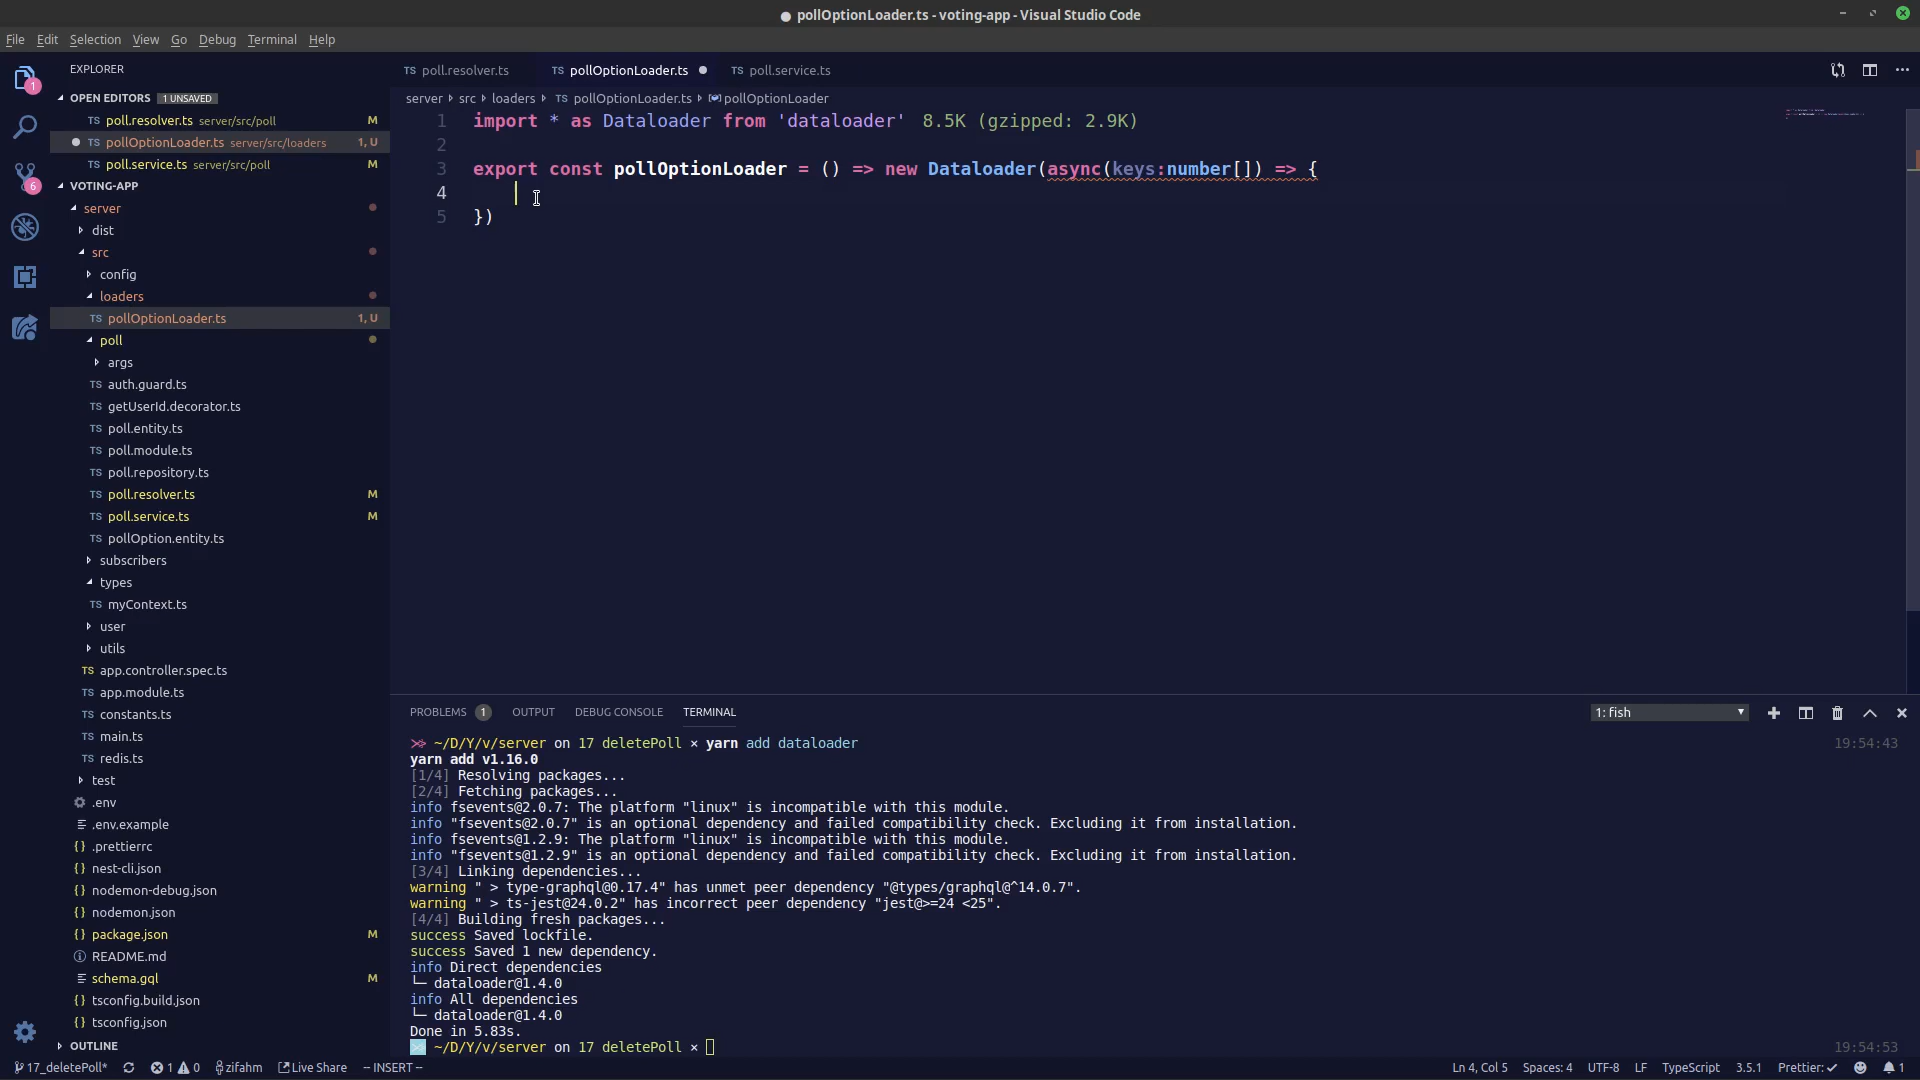 pollOptionLoader.ts - voting-app - Visual Studio Code
File Edit Selection View Go Debug Terminal Help
1
6
EXPLORER
OPEN EDITORS 1 UNSAVED
TS poll.resolver.ts server/src/poll M
TS pollOptionLoader.ts server/src/loaders 1, U
TS poll.service.ts server/src/poll M
VOTING-APP
server
dist
src
config
loaders
TS pollOptionLoader.ts 1, U
poll
args
TS auth.guard.ts
TS getUserId.decorator.ts
TS poll.entity.ts
TS poll.module.ts
TS poll.repository.ts
TS poll.resolver.ts M
TS poll.service.ts M
TS pollOption.entity.ts
subscribers
types
TS myContext.ts
user
utils
TS app.controller.spec.ts
TS app.module.ts
TS constants.ts
TS main.ts
TS redis.ts
test
.env
.env.example
{} .prettierrc
{} nest-cli.json
{} nodemon-debug.json
{} nodemon.json
{} package.json M
README.md
schema.gql M
{} tsconfig.build.json
{} tsconfig.json
OUTLINE
TS poll.resolver.ts TS pollOptionLoader.ts TS poll.service.ts
server src loaders TS pollOptionLoader.ts pollOptionLoader
1 import * as Dataloader from 'dataloader' 8.5K (gzipped: 2.9K)
2
3 export const pollOptionLoader = () => new Dataloader(async(keys:number[]) => {
4
5 })
PROBLEMS 1 OUTPUT DEBUG CONSOLE TERMINAL 1: fish
~/D/Y/v/server on 17 deletePoll × yarn add dataloader 19:54:43
yarn add v1.16.0
[1/4] Resolving packages...
[2/4] Fetching packages...
info fsevents@2.0.7: The platform "linux" is incompatible with this module.
info "fsevents@2.0.7" is an optional dependency and failed compatibility check. Excluding it from installation.
info fsevents@1.2.9: The platform "linux" is incompatible with this module.
info "fsevents@1.2.9" is an optional dependency and failed compatibility check. Excluding it from installation.
[3/4] Linking dependencies...
warning " > type-graphql@0.17.4" has unmet peer dependency "@types/graphql@^14.0.7".
warning " > ts-jest@24.0.2" has incorrect peer dependency "jest@>=24 <25".
[4/4] Building fresh packages...
success Saved lockfile.
success Saved 1 new dependency.
info Direct dependencies
└─ dataloader@1.4.0
info All dependencies
└─ dataloader@1.4.0
Done in 5.83s.
~/D/Y/v/server on 17 deletePoll × 19:54:53
17_deletePoll* 1 0 zifahm Live Share -- INSERT -- Ln 4, Col 5 Spaces: 4 UTF-8 LF TypeScript 3.5.1 Prettier: ✓ 1